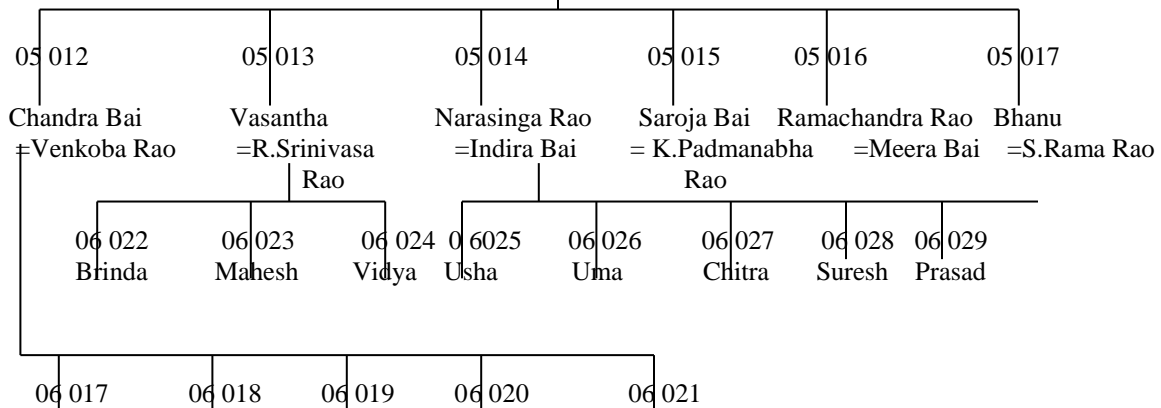 05 012 05 013 05 014 05 015 05 016 05 017
Chandra Bai Vasantha Narasinga Rao Saroja Bai Ramachandra Rao Bhanu
=Venkoba Rao =R.Srinivasa =Indira Bai = K.Padmanabha =Meera Bai =S.Rama Rao
Rao Rao
06 022 06 023 06 024 0 6025 06 026 06 027 06 028 06 029
Brinda Mahesh Vidya Usha Uma Chitra Suresh Prasad
06 017 06 018 06 019 06 020 06 021